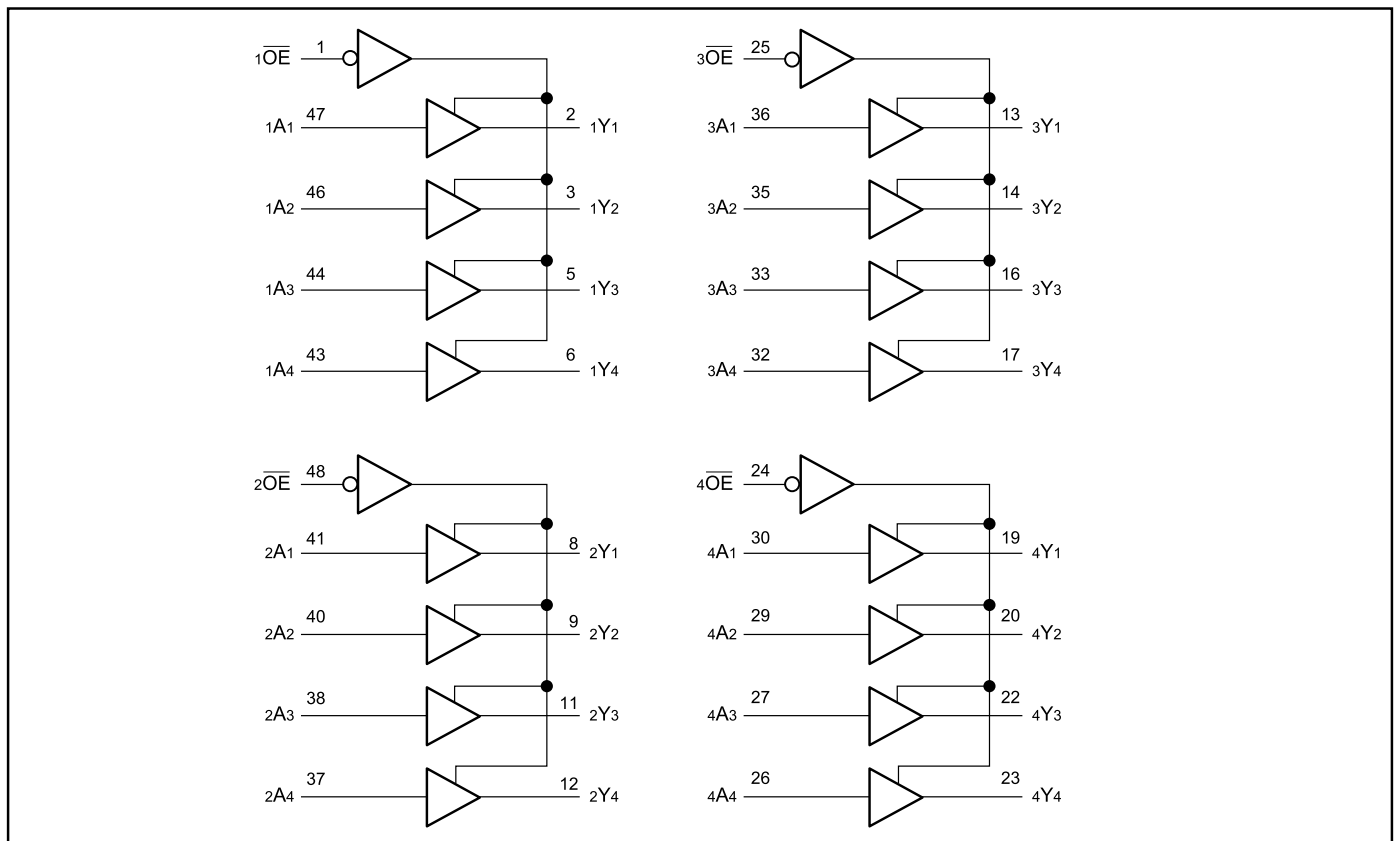 1OE 1
1A1 47 2 1Y1
1A2 46 3 1Y2
1A3 44 5 1Y3
1A4 43 6 1Y4
3OE 25
3A1 36 13 3Y1
3A2 35 14 3Y2
3A3 33 16 3Y3
3A4 32 17 3Y4
2OE 48
2A1 41 8 2Y1
2A2 40 9 2Y2
2A3 38 11 2Y3
2A4 37 12 2Y4
4OE 24
4A1 30 19 4Y1
4A2 29 20 4Y2
4A3 27 22 4Y3
4A4 26 23 4Y4